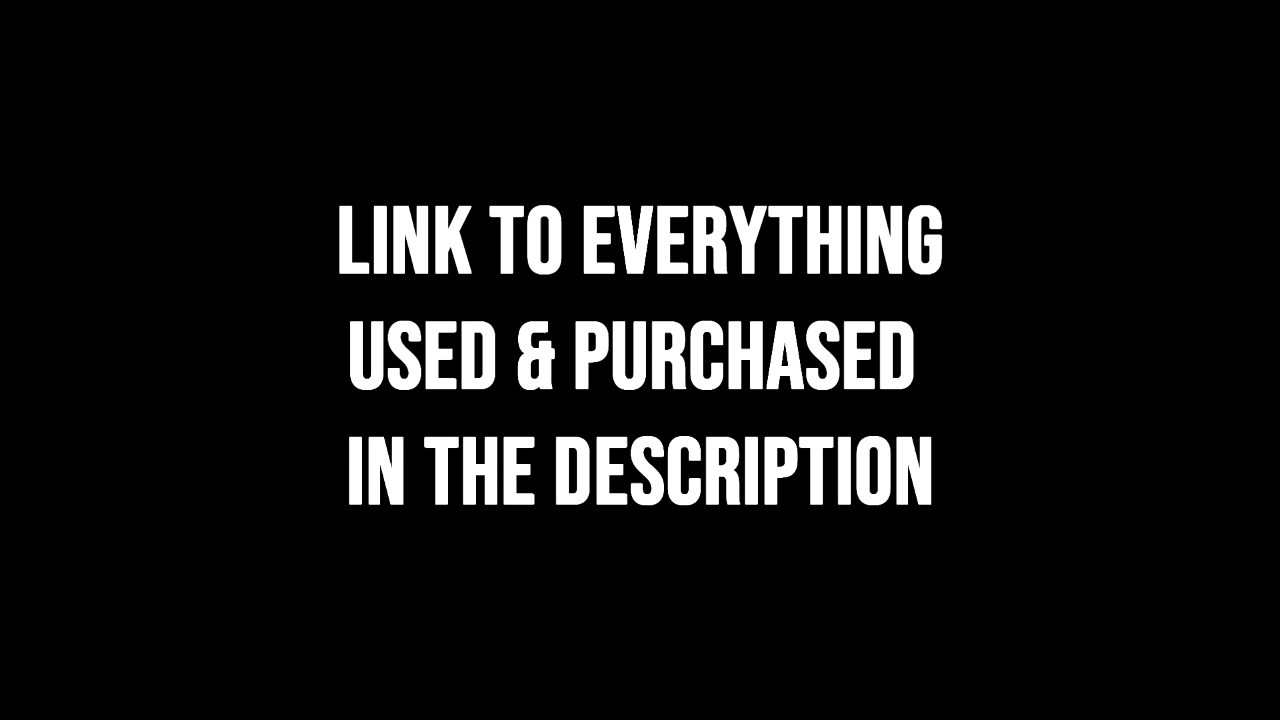 LINK TO EVERYTHING
USED & PURCHASED
IN THE DESCRIPTION